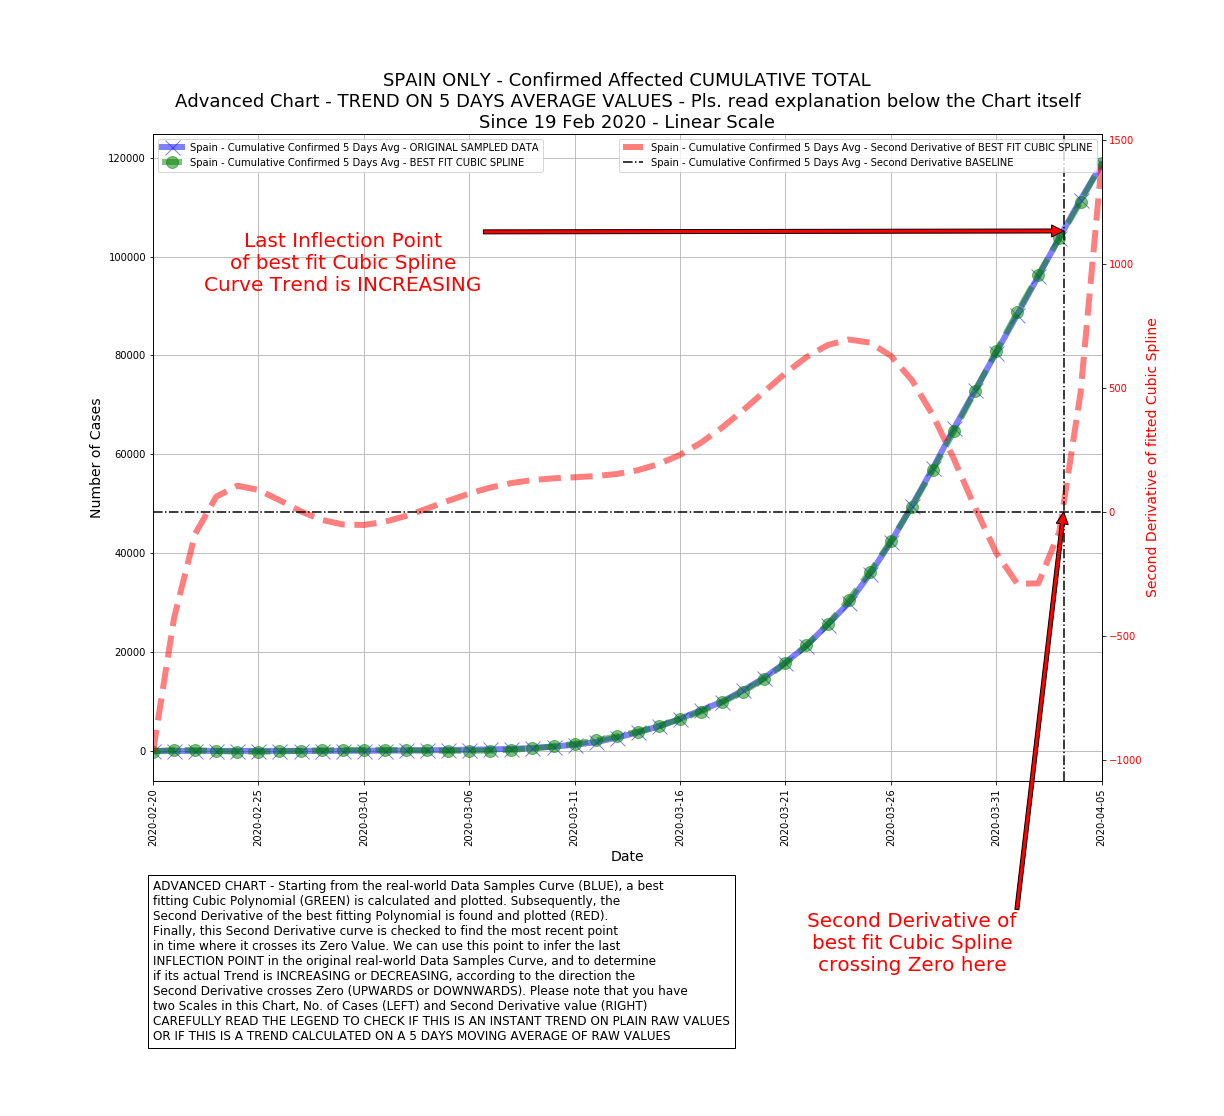 SPAIN ONLY - Confirmed Affected CUMULATIVE TOTAL
Advanced Chart - TREND ON 5 DAYS AVERAGE VALUES - Pls. read explanation below the Chart itself
Since 19 Feb 2020 - Linear Scale
Spain - Cumulative Confirmed 5 Days Avg - ORIGINAL SAMPLED DATA
Spain - Cumulative Confirmed 5 Days Avg - BEST FIT CUBIC SPLINE
Spain - Cumulative Confirmed 5 Days Avg - Second Derivative of BEST FIT CUBIC SPLINE
Spain - Cumulative Confirmed 5 Days Avg - Second Derivative BASELINE
Last Inflection Point
of best fit Cubic Spline
Curve Trend is INCREASING
Number of Cases
120000
100000
80000
60000
40000
20000
0
1500
1000
500
0
−500
−1000
Second Derivative of fitted Cubic Spline
2020-02-20
2020-02-25
2020-03-01
2020-03-06
2020-03-11
2020-03-16
2020-03-21
2020-03-26
2020-03-31
2020-04-05
Date
ADVANCED CHART - Starting from the real-world Data Samples Curve (BLUE), a best
fitting Cubic Polynomial (GREEN) is calculated and plotted. Subsequently, the
Second Derivative of the best fitting Polynomial is found and plotted (RED).
Finally, this Second Derivative curve is checked to find the most recent point
in time where it crosses its Zero Value. We can use this point to infer the last
INFLECTION POINT in the original real-world Data Samples Curve, and to determine
if its actual Trend is INCREASING or DECREASING, according to the direction the
Second Derivative crosses Zero (UPWARDS or DOWNWARDS). Please note that you have
two Scales in this Chart, No. of Cases (LEFT) and Second Derivative value (RIGHT)
CAREFULLY READ THE LEGEND TO CHECK IF THIS IS AN INSTANT TREND ON PLAIN RAW VALUES
OR IF THIS IS A TREND CALCULATED ON A 5 DAYS MOVING AVERAGE OF RAW VALUES
Second Derivative of
best fit Cubic Spline
crossing Zero here